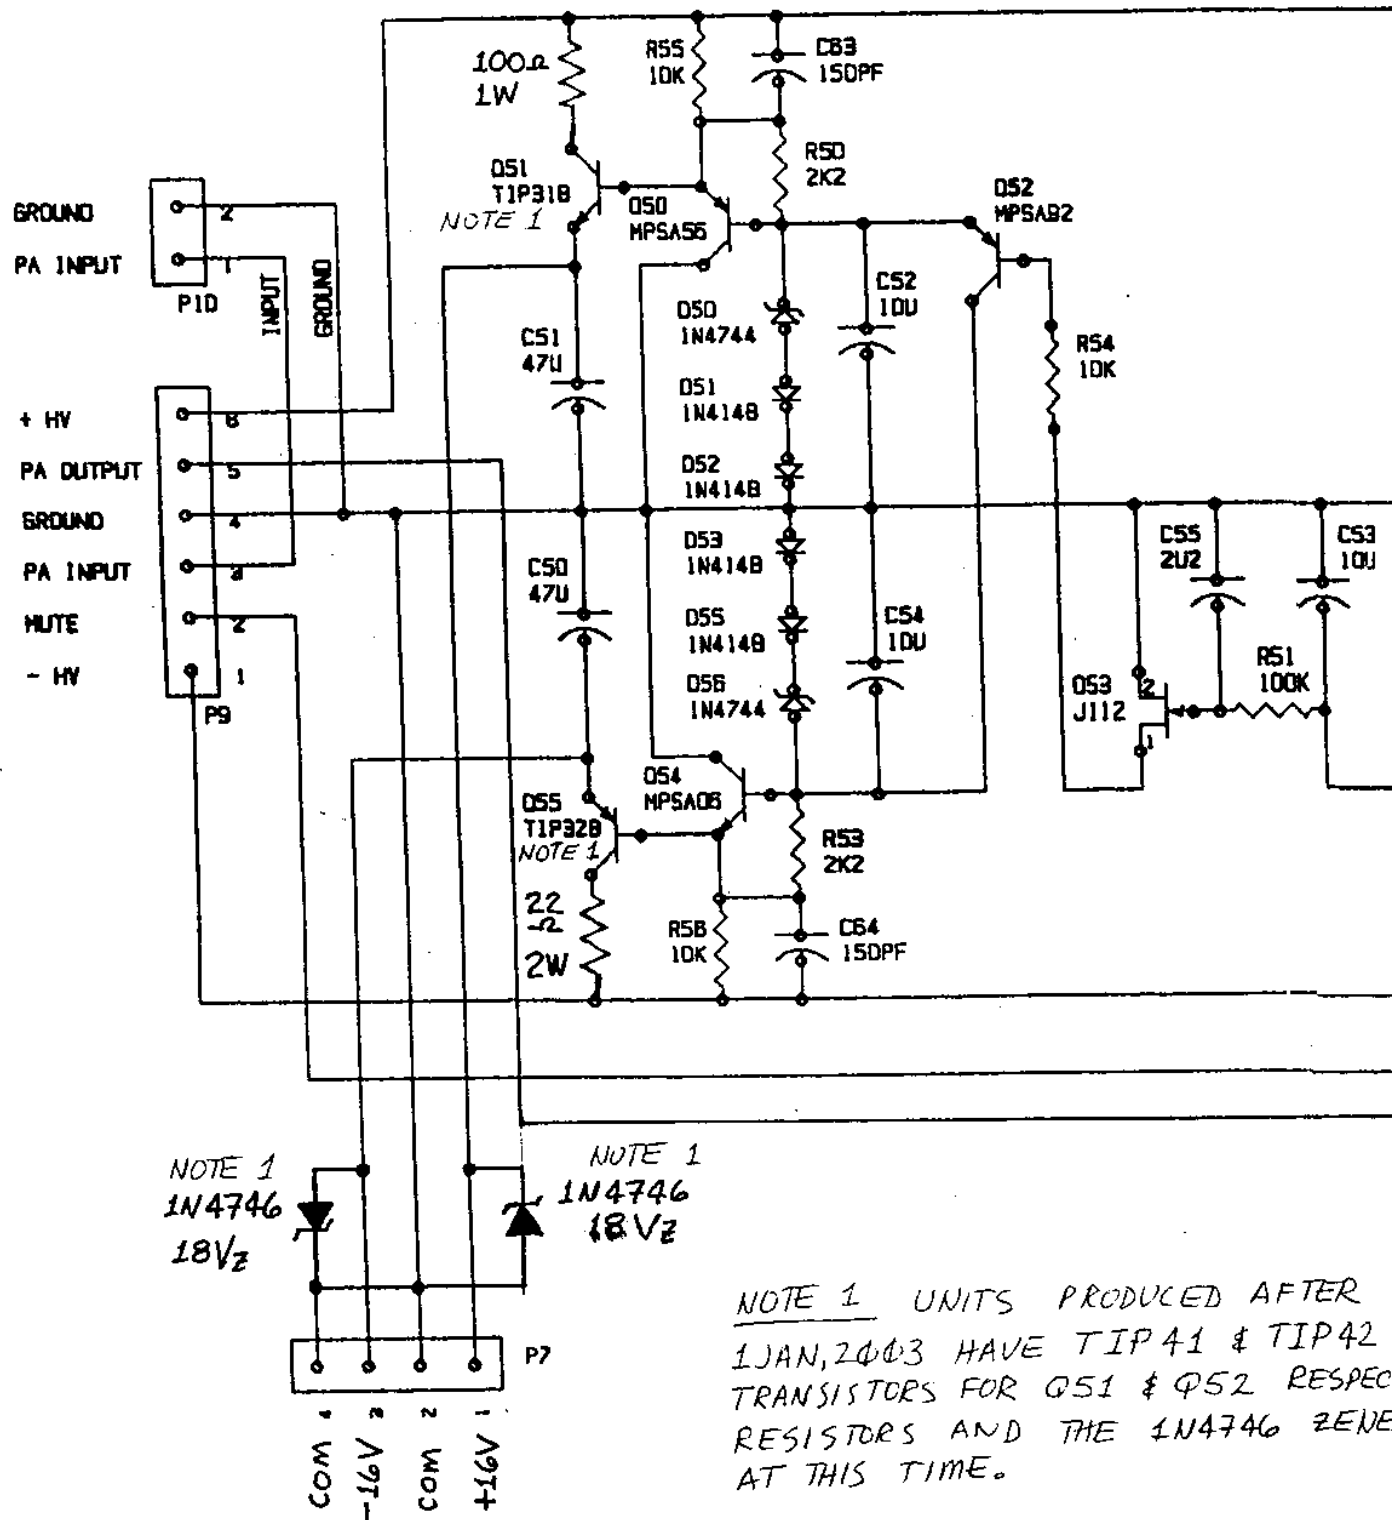 100Ω
1W
R55
10K
C63
150PF
Q51
TIP31B
NOTE 1
Q50
MPSA56
R50
2K2
Q52
MPSA92
GROUND
PA INPUT
2
1
P10
INPUT
GROUND
C51
47U
D50
1N4744
C52
10U
R54
10K
D51
1N4148
D52
1N4148
+ HV
PA OUTPUT
GROUND
PA INPUT
MUTE
- HV
6
5
4
3
2
1
P9
C50
47U
D53
1N4148
D55
1N4148
D56
1N4744
C54
10U
C55
2U2
C53
10U
R51
100K
Q53
J112
2
1
Q55
TIP32B
NOTE 1
Q54
MPSA06
R53
2K2
22
Ω
2W
R56
10K
C64
150PF
NOTE 1
1N4746
18Vz
NOTE 1
1N4746
18Vz
P7
4
3
2
1
COM
-16V
COM
+16V
NOTE 1 UNITS PRODUCED AFTER
1JAN,2003 HAVE TIP41 & TIP42
TRANSISTORS FOR Q51 & Q52 RESPEC
RESISTORS AND THE 1N4746 ZENE
AT THIS TIME.